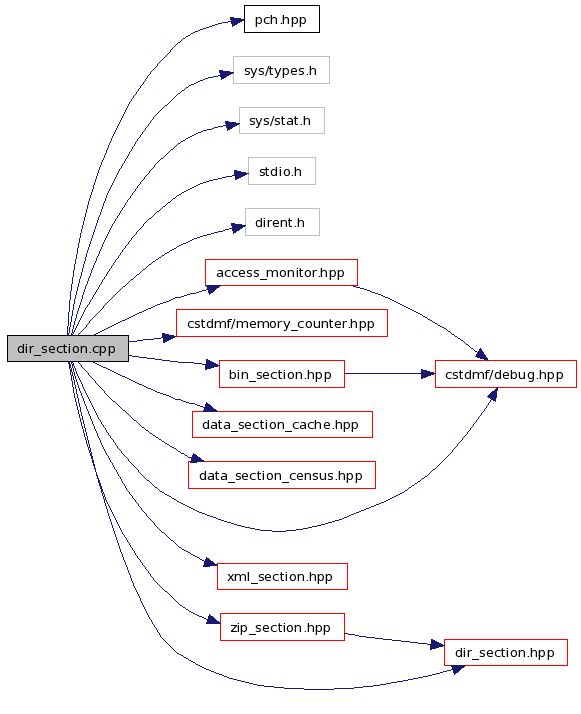 pch.hpp
sys/types.h
sys/stat.h
stdio.h
dirent.h
access_monitor.hpp
cstdmf/memory_counter.hpp
dir_section.cpp
bin_section.hpp
cstdmf/debug.hpp
data_section_cache.hpp
data_section_census.hpp
xml_section.hpp
zip_section.hpp
dir_section.hpp